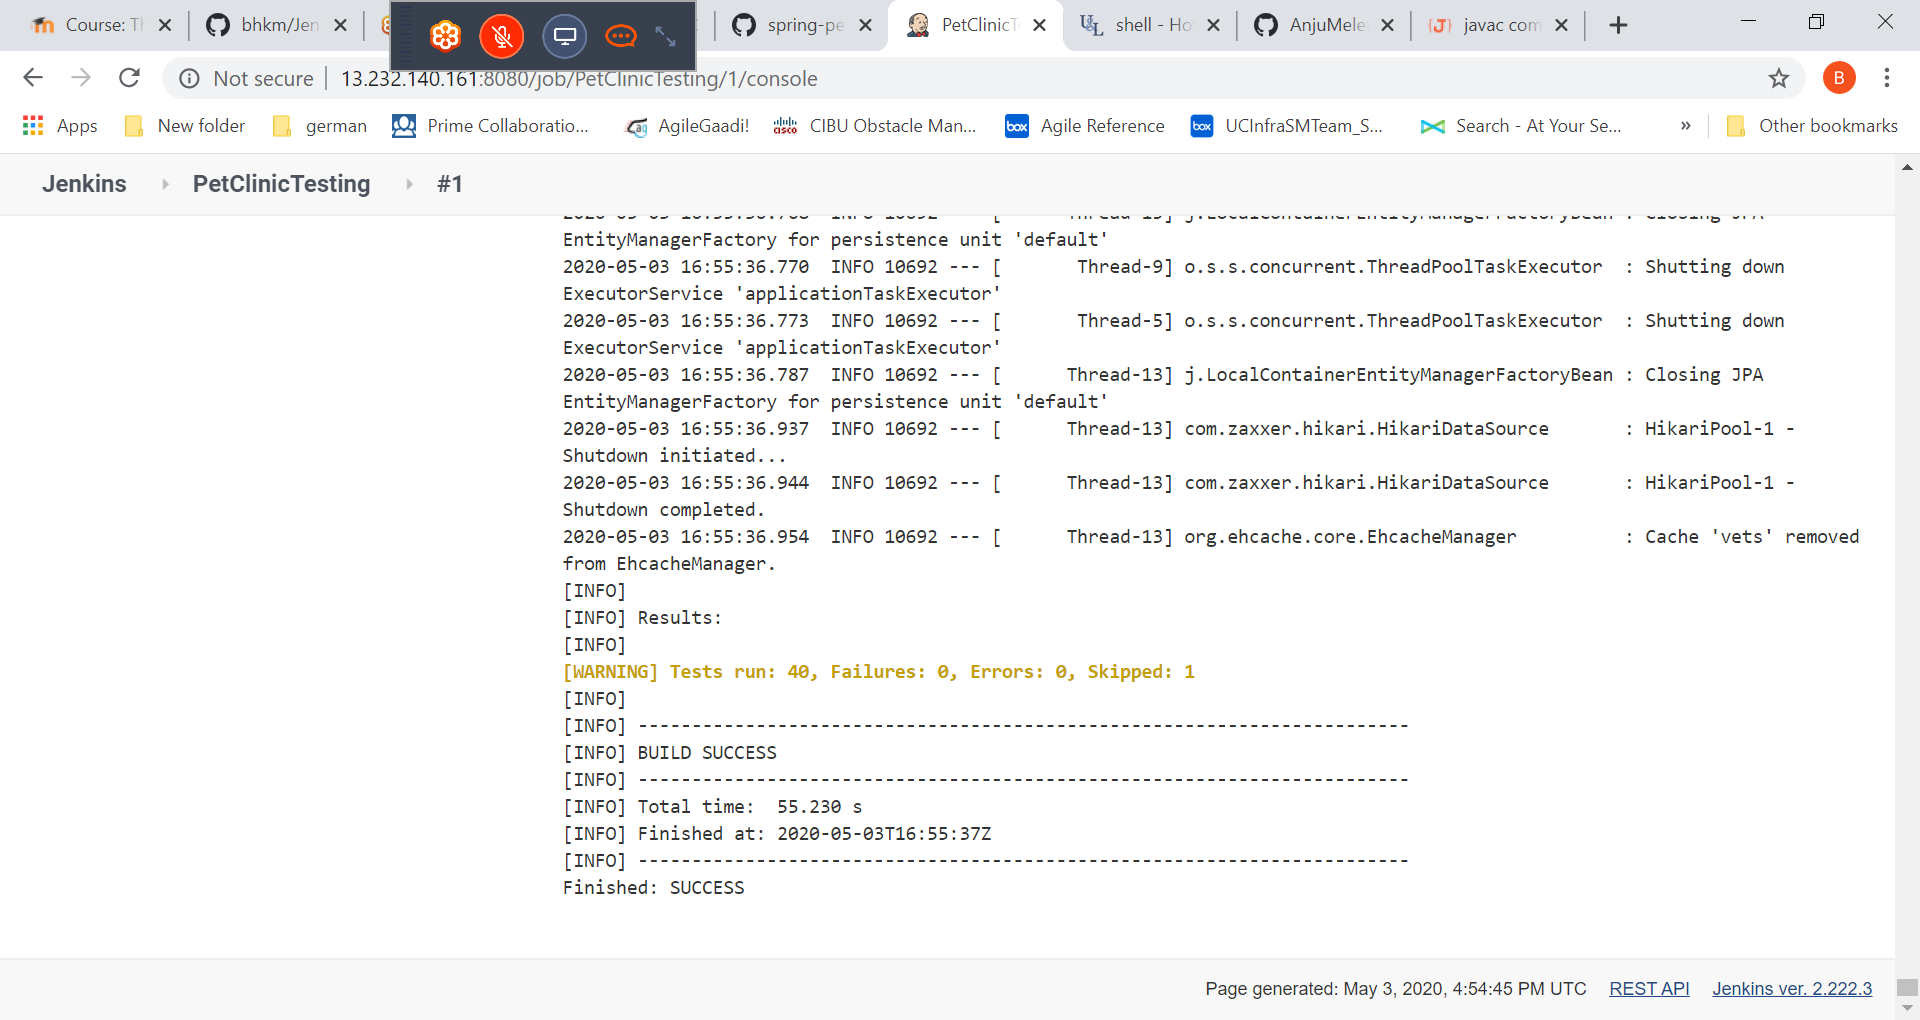 Course: T
bhkm/Jen
spring-pe
PetClinicT
shell - Ho
AnjuMele
javac com
Not secure
13.232.140.161:8080/job/PetClinicTesting/1/console
B
Apps
New folder
german
Prime Collaboratio...
AgileGaadi!
CIBU Obstacle Man...
box
Agile Reference
box
UCInfraSMTeam_S...
Search - At Your Se...
»
Other bookmarks
Jenkins
PetClinicTesting
#1
EntityManagerFactory for persistence unit 'default'
2020-05-03 16:55:36.770  INFO 10692 --- [       Thread-9] o.s.s.concurrent.ThreadPoolTaskExecutor  : Shutting down
ExecutorService 'applicationTaskExecutor'
2020-05-03 16:55:36.773  INFO 10692 --- [       Thread-5] o.s.s.concurrent.ThreadPoolTaskExecutor  : Shutting down
ExecutorService 'applicationTaskExecutor'
2020-05-03 16:55:36.787  INFO 10692 --- [      Thread-13] j.LocalContainerEntityManagerFactoryBean : Closing JPA
EntityManagerFactory for persistence unit 'default'
2020-05-03 16:55:36.937  INFO 10692 --- [      Thread-13] com.zaxxer.hikari.HikariDataSource       : HikariPool-1 -
Shutdown initiated...
2020-05-03 16:55:36.944  INFO 10692 --- [      Thread-13] com.zaxxer.hikari.HikariDataSource       : HikariPool-1 -
Shutdown completed.
2020-05-03 16:55:36.954  INFO 10692 --- [      Thread-13] org.ehcache.core.EhcacheManager          : Cache 'vets' removed
from EhcacheManager.
[INFO]
[INFO] Results:
[INFO]
[WARNING] Tests run: 40, Failures: 0, Errors: 0, Skipped: 1
[INFO]
[INFO] ------------------------------------------------------------------------
[INFO] BUILD SUCCESS
[INFO] ------------------------------------------------------------------------
[INFO] Total time:  55.230 s
[INFO] Finished at: 2020-05-03T16:55:37Z
[INFO] ------------------------------------------------------------------------
Finished: SUCCESS
Page generated: May 3, 2020, 4:54:45 PM UTC
REST API
Jenkins ver. 2.222.3